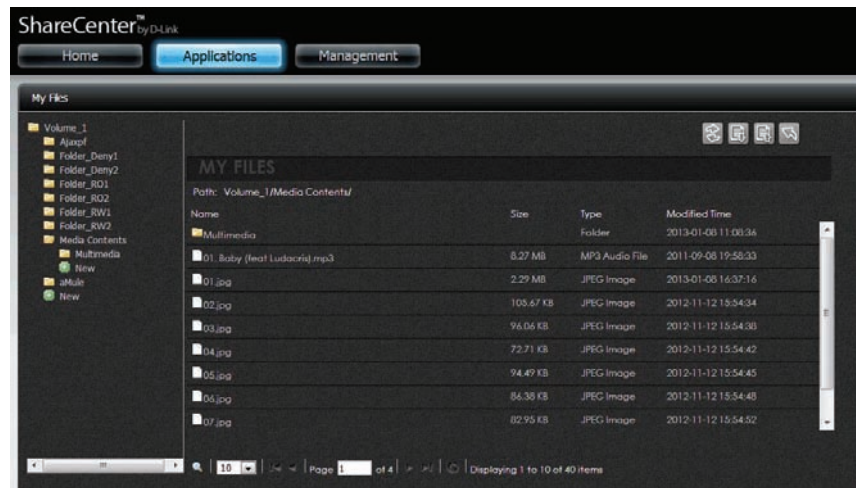 ShareCenter™ by D-Link
Home Applications Management
My Files
Volume_1
Ajaxpf
Folder_Deny1
Folder_Deny2
Folder_RO1
Folder_RO2
Folder_RW1
Folder_RW2
Media Contents
Multimedia
New
aMule
New
MY FILES
Path: Volume_1/Media Contents/
Name Size Type Modified Time
Multimedia Folder 2013-01-08 11:08:36
01. Baby (feat Ludacris).mp3 8.27 MB MP3 Audio File 2011-09-08 19:58:33
01.jpg 2.29 MB JPEG Image 2013-01-08 16:37:16
02.jpg 105.67 KB JPEG Image 2012-11-12 15:54:34
03.jpg 96.06 KB JPEG Image 2012-11-12 15:54:38
04.jpg 72.71 KB JPEG Image 2012-11-12 15:54:42
05.jpg 94.49 KB JPEG Image 2012-11-12 15:54:45
06.jpg 86.38 KB JPEG Image 2012-11-12 15:54:48
07.jpg 82.95 KB JPEG Image 2012-11-12 15:54:52
10 Page 1 of 4 Displaying 1 to 10 of 40 items